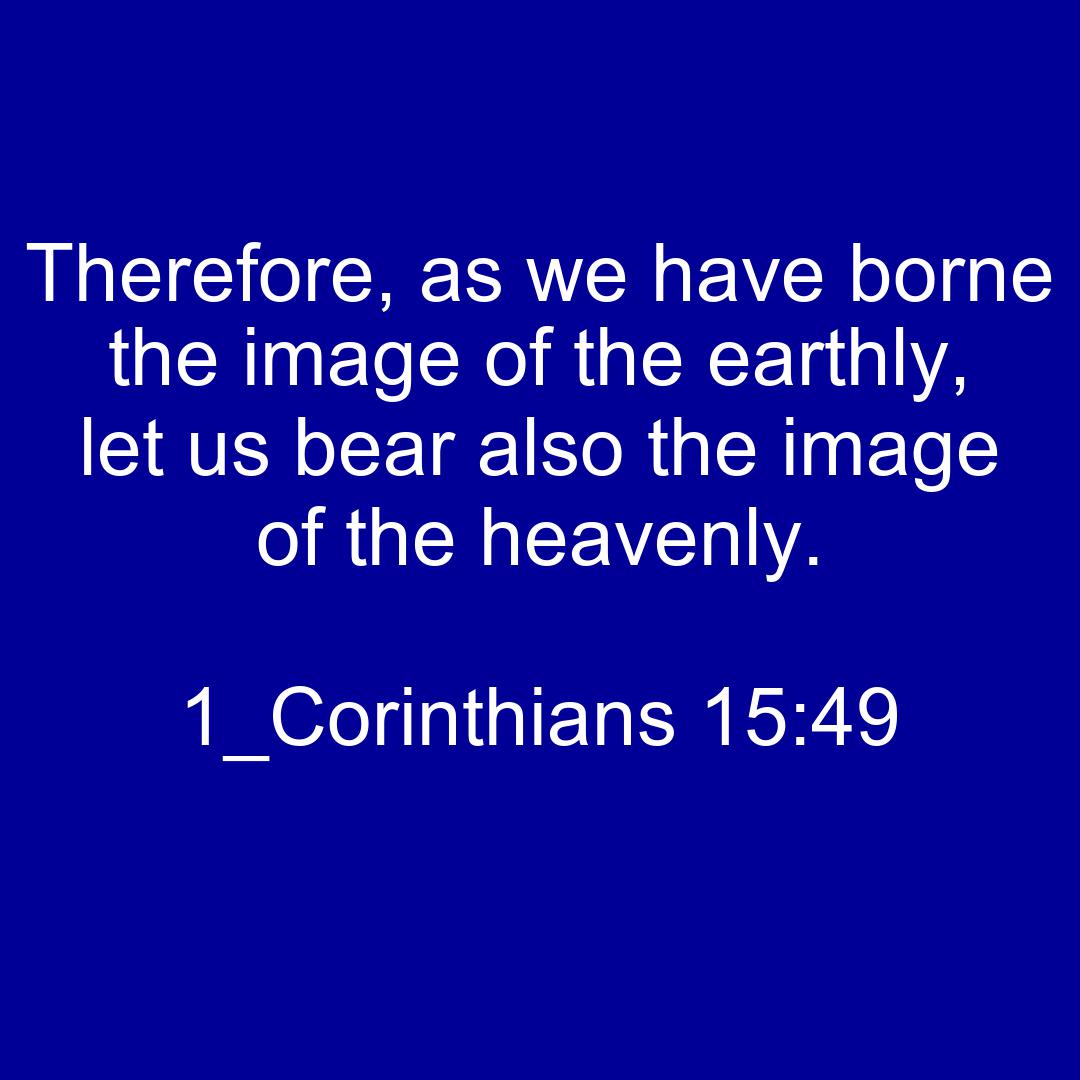 Therefore, as we have borne
the image of the earthly,
let us bear also the image
of the heavenly.
1_Corinthians 15:49